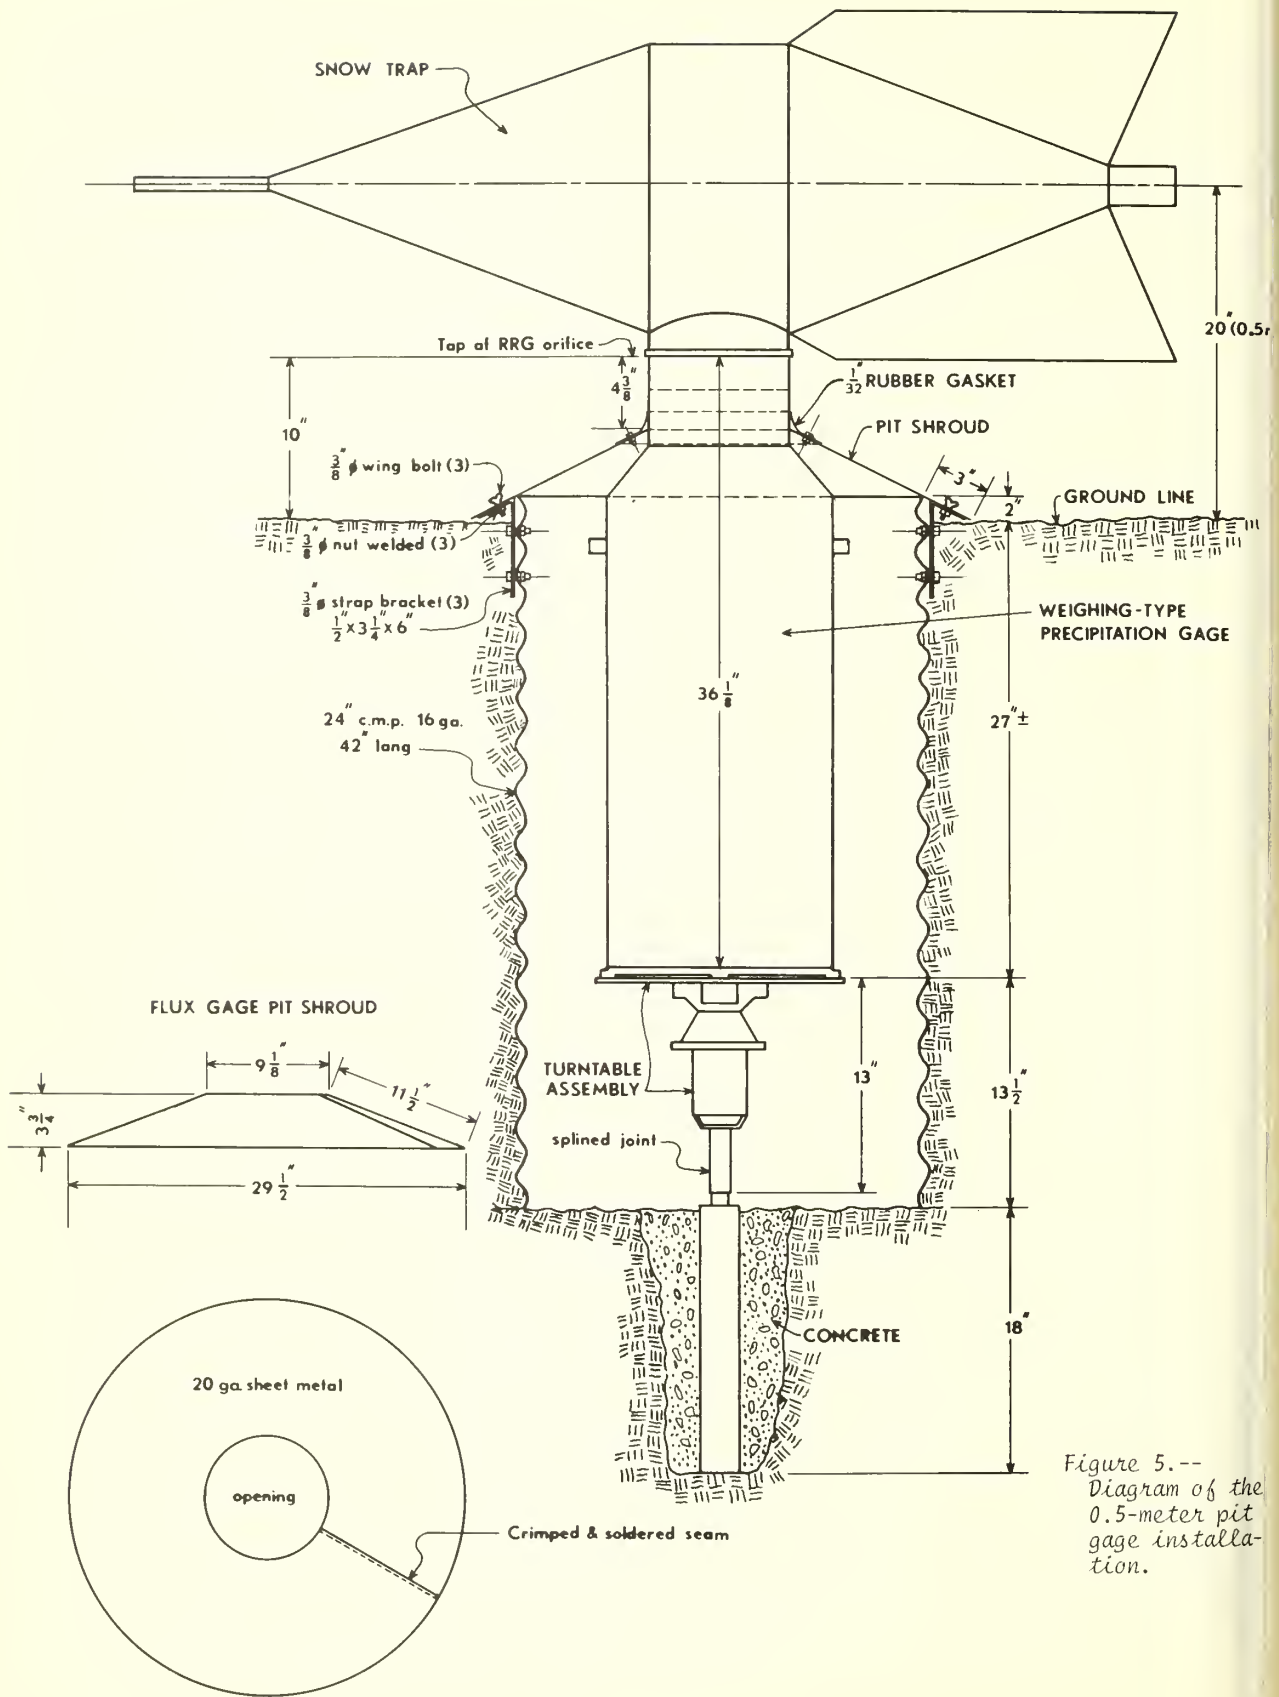 SNOW TRAP
20" (0.5
Top of RRG orifice
4 3/8"
1/32" RUBBER GASKET
10"
PIT SHROUD
3/8" ø wing bolt (3)
3"
GROUND LINE
2"
3/8" ø nut welded (3)
3/8" ø strap bracket (3)
1/2" x 3 1/4" x 6"
WEIGHING-TYPE
PRECIPITATION GAGE
36 1/8"
24" c.m.p. 16 ga.
42" long
27" ±
FLUX GAGE PIT SHROUD
9 1/8"
11 1/2"
3 3/4"
29 1/2"
TURNTABLE
ASSEMBLY
13"
13 1/2"
splined joint
18"
CONCRETE
20 ga. sheet metal
opening
Crimped & soldered seam
Figure 5.--
Diagram of the
0.5-meter pit
gage installa-
tion.